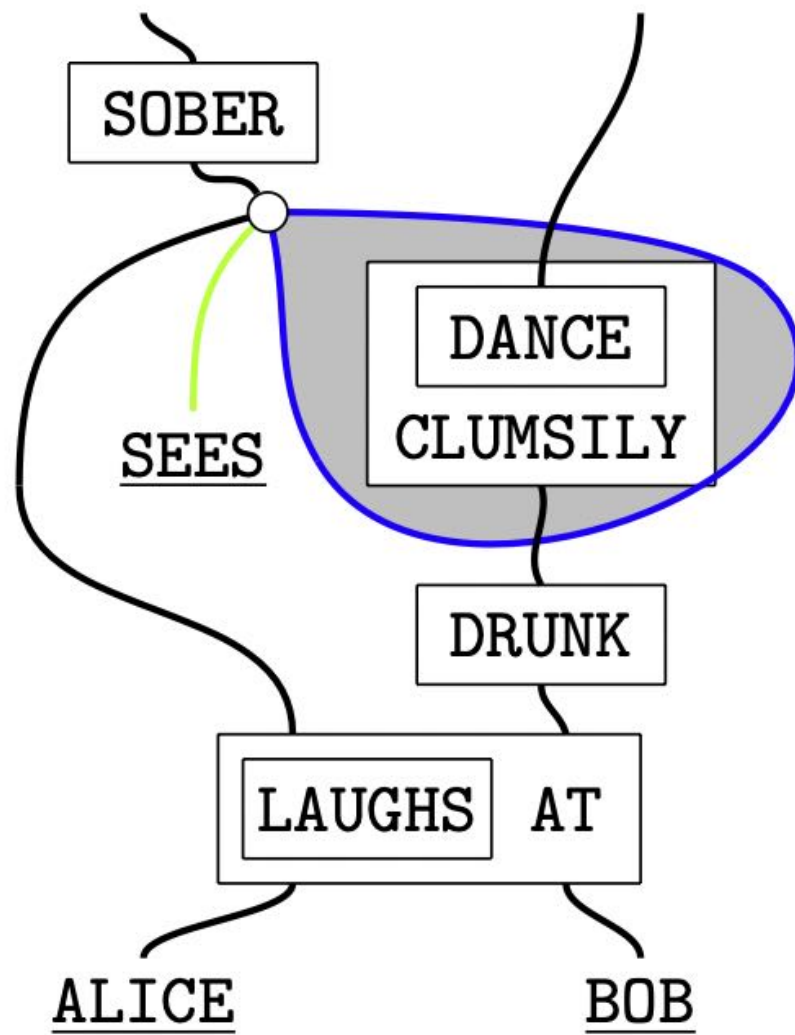 SOBER
DANCE
CLUMSILY
SEES
DRUNK
LAUGHS AT
ALICE
BOB